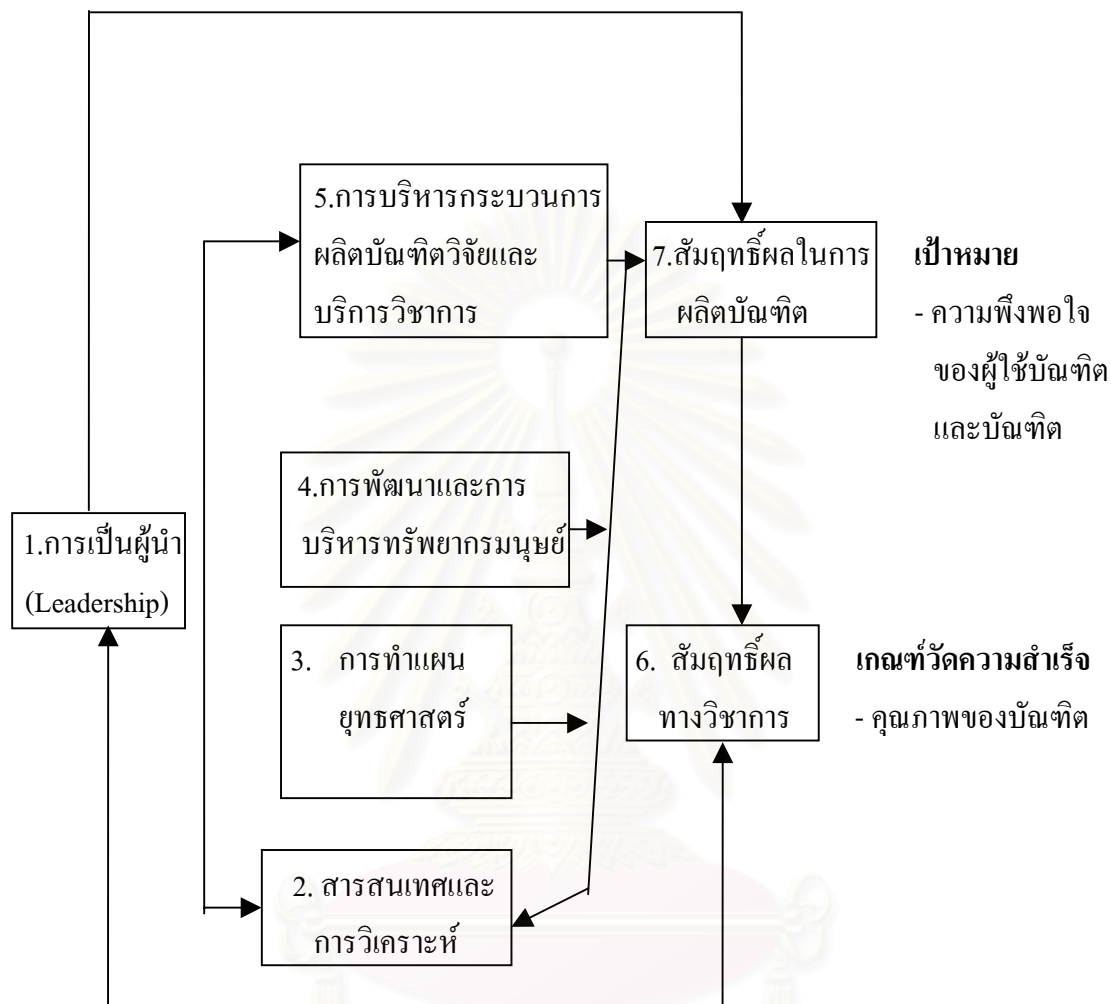 5.การบริหารกระบวนการ
ผลิตบัณฑิตวิจัยและ
บริการวิชาการ
7.สัมฤทธิ์ผลในการ
ผลิตบัณฑิต
เป้าหมาย
- ความพึงพอใจ
ของผู้ใช้บัณฑิต
และบัณฑิต
4.การพัฒนาและการ
บริหารทรัพยากรมนุษย์
1.การเป็นผู้นำ
(Leadership)
3. การทำแผน
ยุทธศาสตร์
6. สัมฤทธิ์ผล
ทางวิชาการ
เกณฑ์วัดความสำเร็จ
- คุณภาพของบัณฑิต
2. สารสนเทศและ
การวิเคราะห์